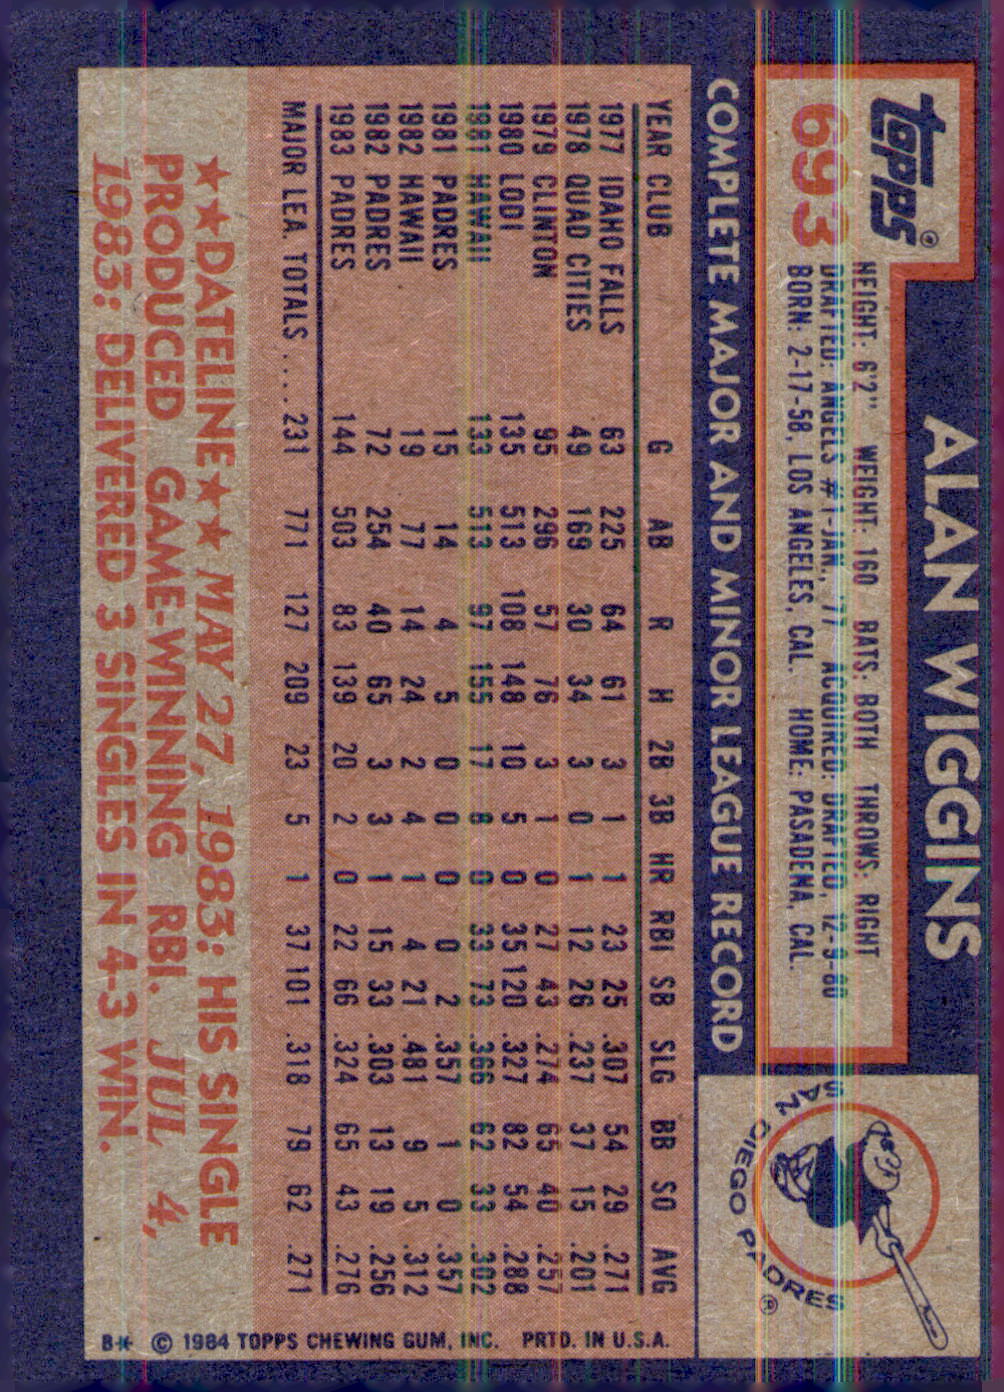 Topps®
693
ALAN WIGGINS
HEIGHT: 6'2" WEIGHT: 160 BATS: BOTH THROWS: RIGHT
DRAFTED: ANGELS #1-JAN., '77 ACQUIRED: DRAFTED, 12-9-80
BORN: 2-17-58, LOS ANGELES, CAL. HOME: PASADENA, CAL.
SAN DIEGO PADRES ®
COMPLETE MAJOR AND MINOR LEAGUE RECORD
YEAR CLUB G AB R H 2B 3B HR RBI SB SLG BB SO AVG
1977 IDAHO FALLS 63 225 64 61 3 1 1 23 25 .307 54 29 .271
1978 QUAD CITIES 49 169 30 34 3 0 1 12 26 .237 37 15 .201
1979 CLINTON 95 296 57 76 3 1 0 27 43 .274 65 40 .257
1980 LODI 135 513 108 148 10 5 0 35 120 .327 82 54 .288
1981 HAWAII 133 513 97 155 17 8 0 33 73 .366 62 33 .302
1981 PADRES 15 14 4 5 0 0 0 0 2 .357 1 0 .357
1982 HAWAII 19 77 14 24 2 4 1 4 21 .481 9 5 .312
1982 PADRES 72 254 40 65 3 3 1 15 33 .303 13 19 .256
1983 PADRES 144 503 83 139 20 2 0 22 66 .324 65 43 .276
MAJOR LEA. TOTALS .... 231 771 127 209 23 5 1 37 101 .318 79 62 .271
★★DATELINE★★ MAY 27, 1983: HIS SINGLE
PRODUCED GAME-WINNING RBI. JUL 4,
1983: DELIVERED 3 SINGLES IN 4-3 WIN.
B* © 1984 TOPPS CHEWING GUM, INC. PRTD. IN U.S.A.